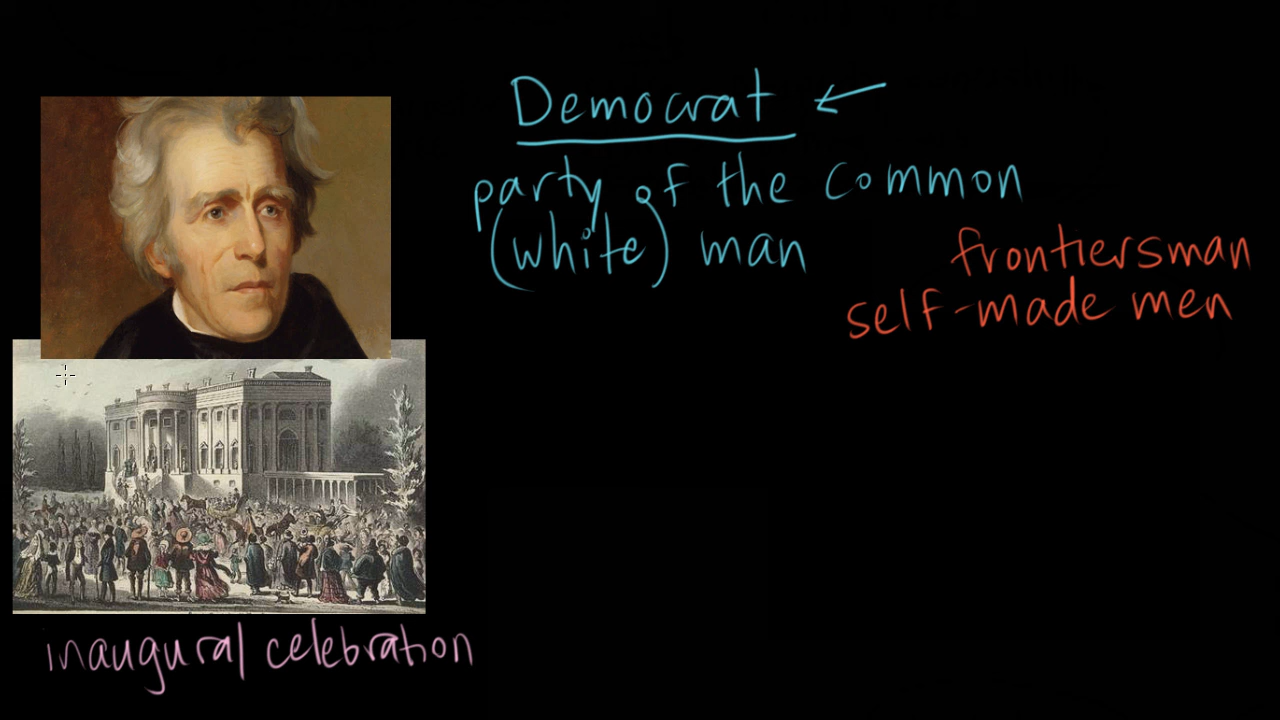 Democrat ←
party of the common
(white) man
frontiersman
self-made men
inaugural celebration